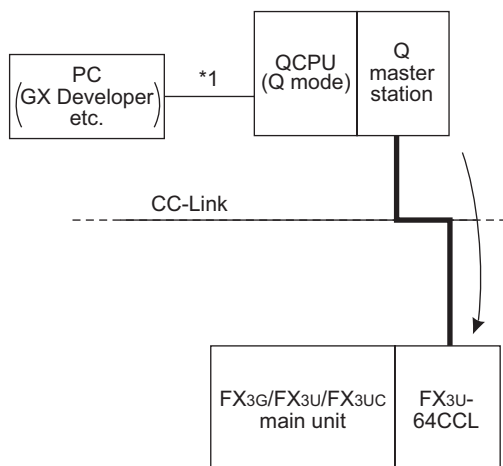 PC
(GX Developer)
etc.
*1
QCPU
(Q mode)
Q
master
station
CC-Link
FX3G/FX3U/FX3UC
main unit
FX3U-
64CCL